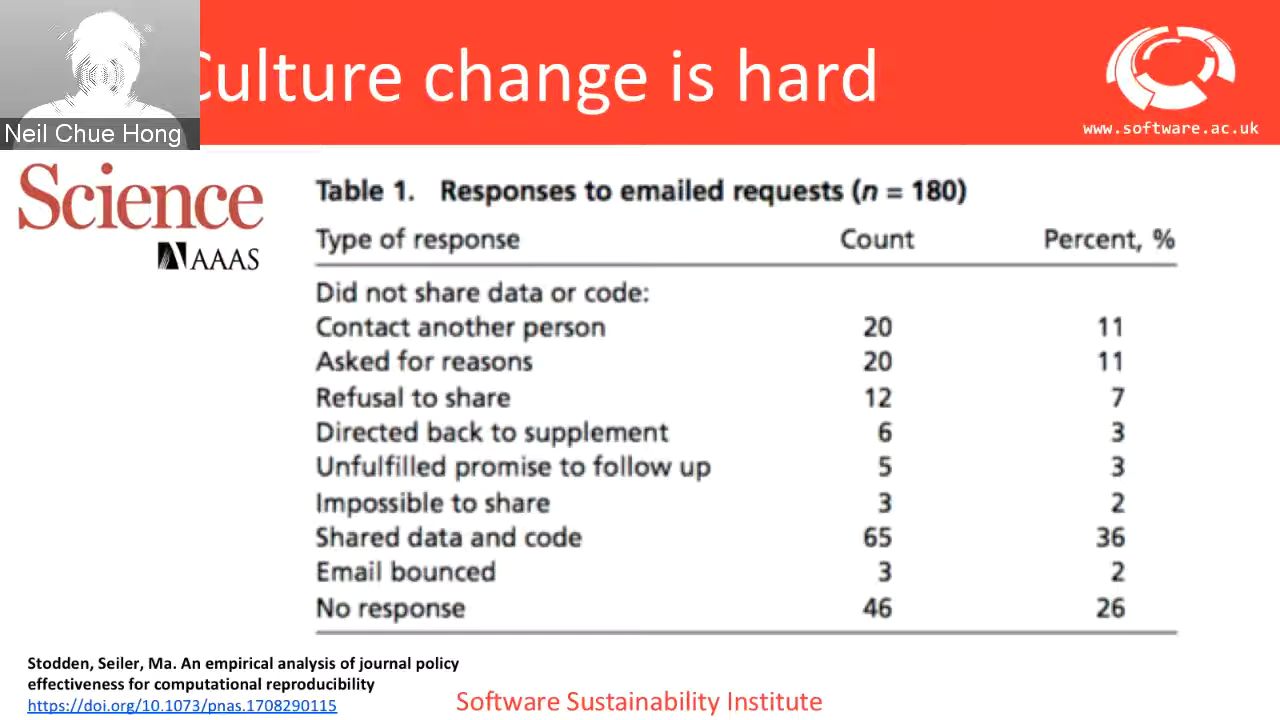 Culture change is hard
www.software.ac.uk
Neil Chue Hong
Science
AAAS
Table 1. Responses to emailed requests (n = 180)
Type of response Count Percent, %
Did not share data or code:
Contact another person 20 11
Asked for reasons 20 11
Refusal to share 12 7
Directed back to supplement 6 3
Unfulfilled promise to follow up 5 3
Impossible to share 3 2
Shared data and code 65 36
Email bounced 3 2
No response 46 26
Stodden, Seiler, Ma. An empirical analysis of journal policy
effectiveness for computational reproducibility
https://doi.org/10.1073/pnas.1708290115
Software Sustainability Institute